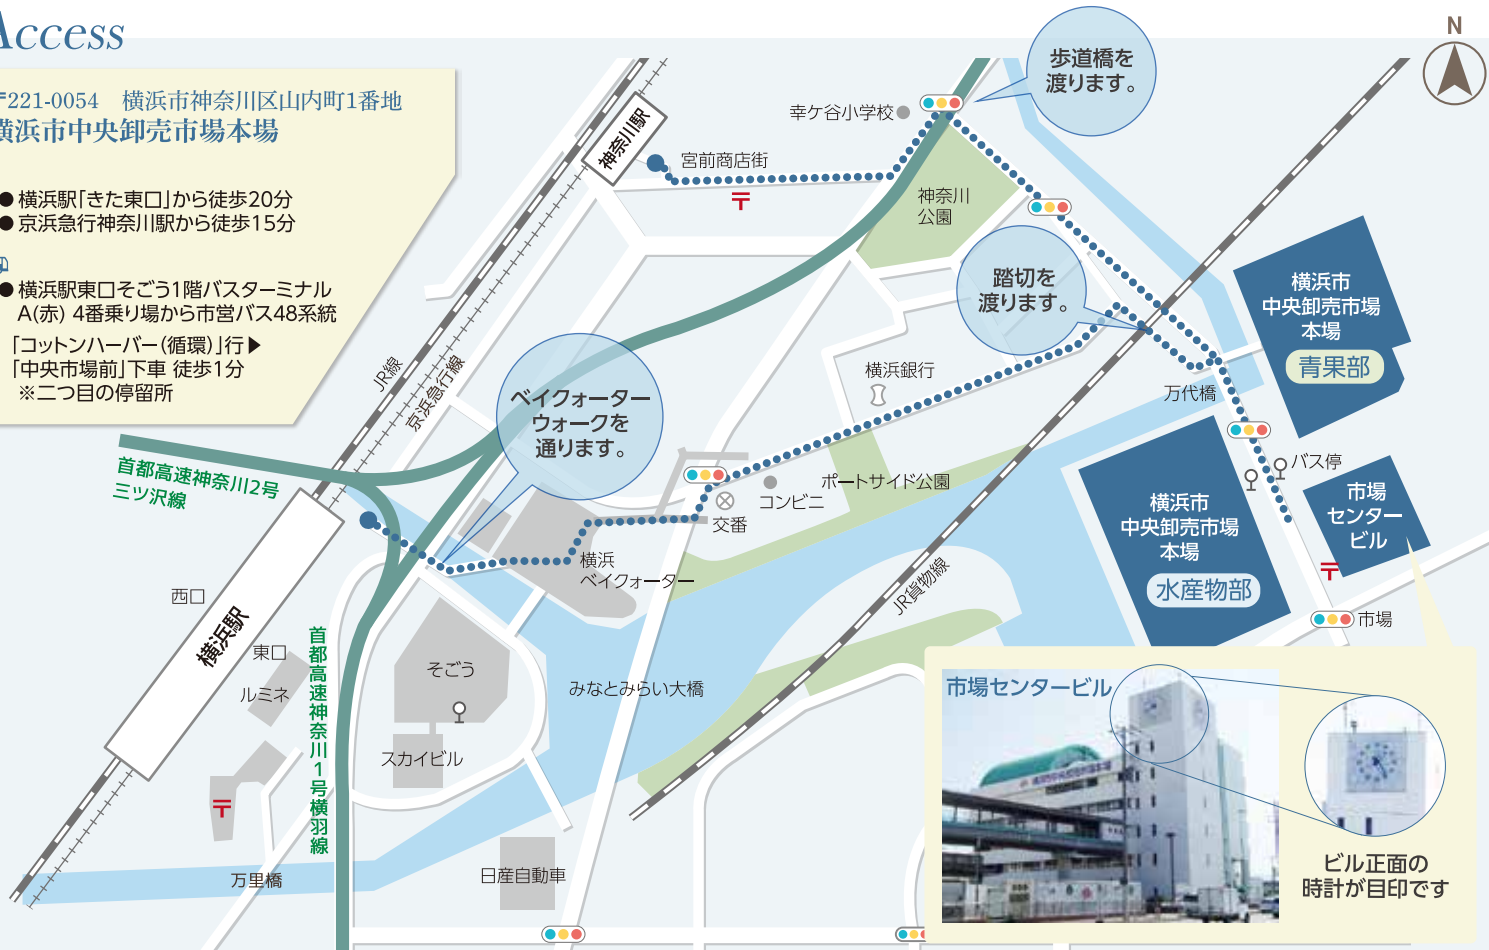 Access
〒221-0054　横浜市神奈川区山内町1番地
横浜市中央卸売市場本場
● 横浜駅「きた東口」から徒歩20分
● 京浜急行神奈川駅から徒歩15分
● 横浜駅東口そごう1階バスターミナル
A(赤) 4番乗り場から市営バス48系統
「コットンハーバー(循環)」行▶
「中央市場前」下車 徒歩1分
※二つ目の停留所
N
歩道橋を
渡ります。
幸ケ谷小学校
神奈川駅
宮前商店街
〒
神奈川
公園
踏切を
渡ります。
横浜市
中央卸売市場
本場
青果部
JR線
京浜急行線
横浜銀行
万代橋
ベイクォーター
ウォークを
通ります。
首都高速神奈川2号
三ツ沢線
バス停
ポートサイド公園
コンビニ
交番
横浜市
中央卸売市場
本場
水産物部
市場
センター
ビル
〒
横浜
ベイクォーター
JR貨物線
西口
横浜駅
東口
ルミネ
首都高速神奈川1号横羽線
そごう
みなとみらい大橋
市場
スカイビル
〒
万里橋
日産自動車
市場センタービル
横浜市中央卸売市場本場
ビル正面の
時計が目印です